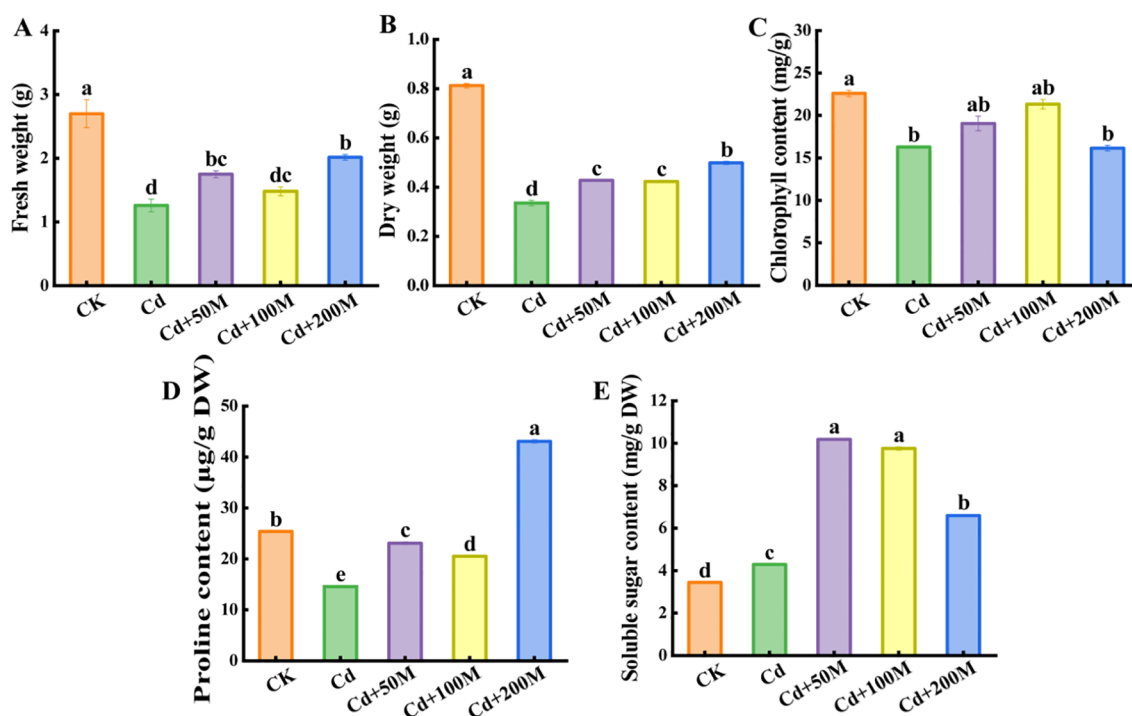 A
Fresh weight (g)
4
3
2
1
0
a
d
bc
dc
b
CK
Cd
Cd+50M
Cd+100M
Cd+200M
B
Dry weight (g)
1.0
0.8
0.6
0.4
0.2
0.0
a
d
c
c
b
CK
Cd
Cd+50M
Cd+100M
Cd+200M
C
Chlorophyll content (mg/g)
30
25
20
15
10
5
0
a
b
ab
ab
b
CK
Cd
Cd+50M
Cd+100M
Cd+200M
D
Proline content (µg/g DW)
50
40
30
20
10
0
b
e
c
d
a
CK
Cd
Cd+50M
Cd+100M
Cd+200M
E
Soluble sugar content (mg/g DW)
12
10
8
6
4
2
0
d
c
a
a
b
CK
Cd
Cd+50M
Cd+100M
Cd+200M